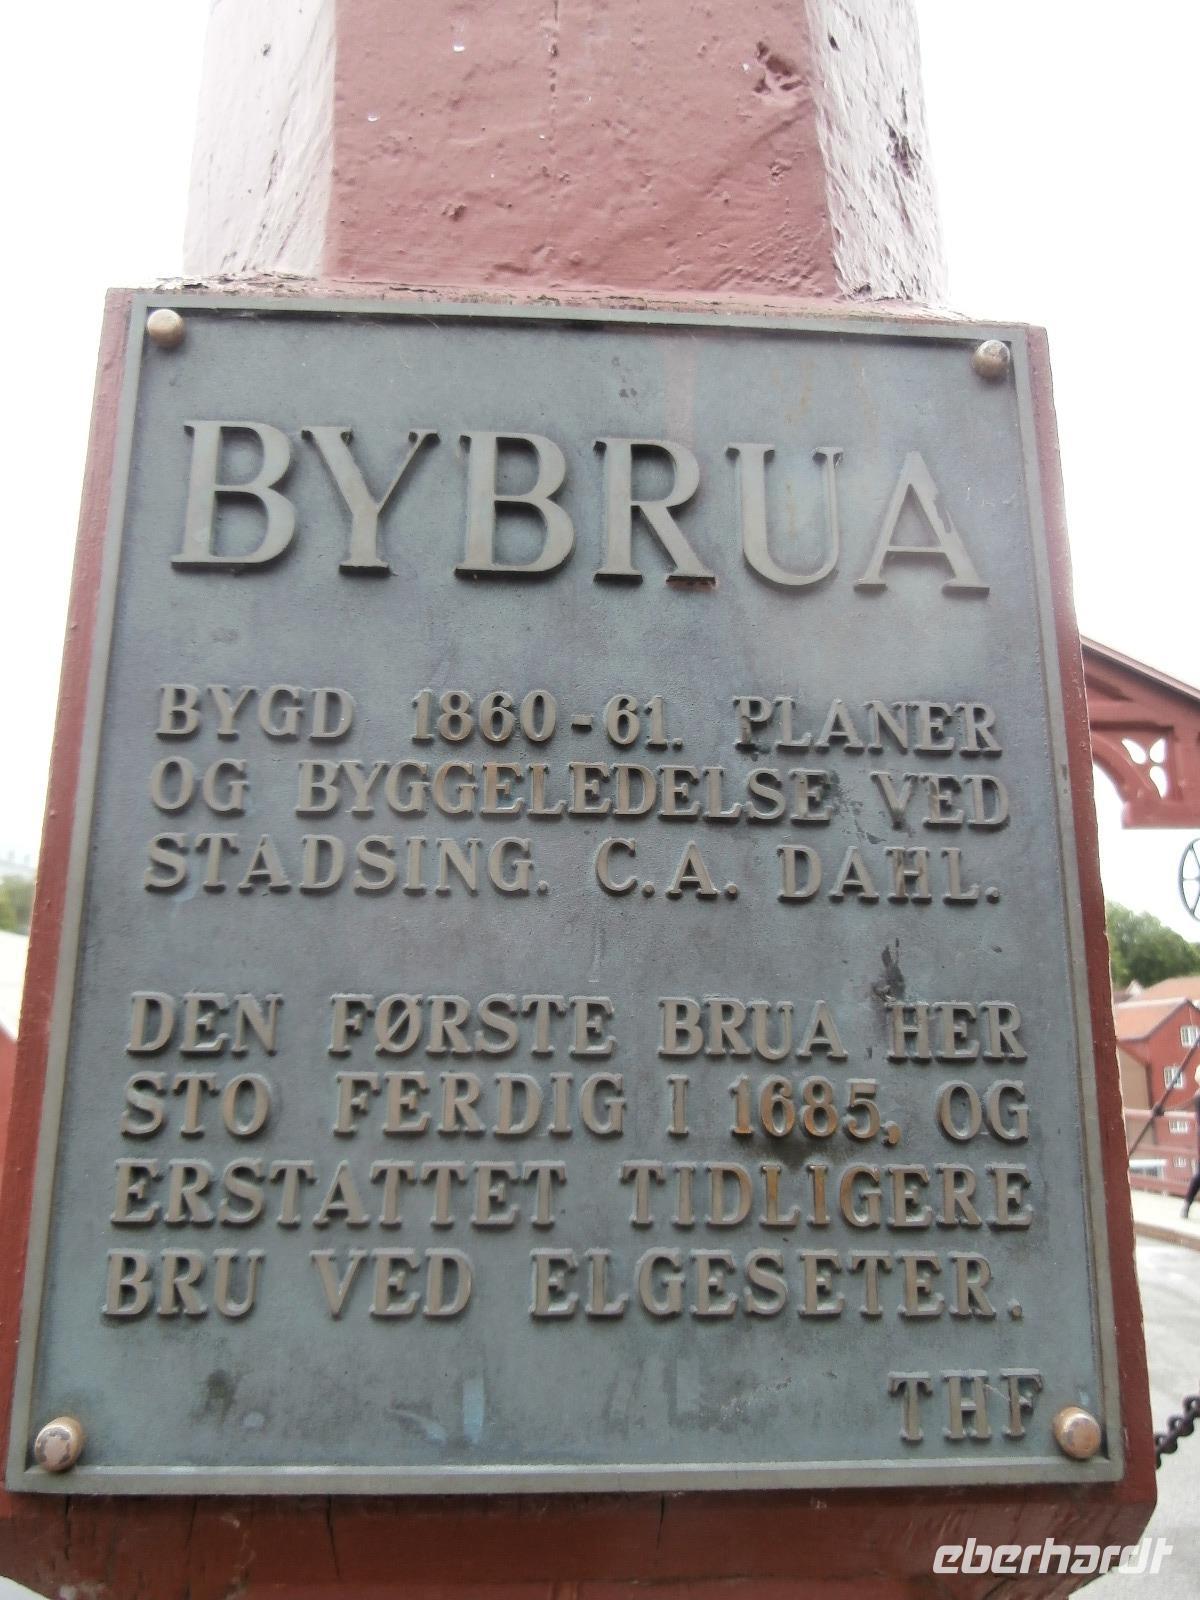 BYBRUA
BYGD 1860-61. PLANER
OG BYGGELEDELSE VED
STADSING. C.A. DAHL.
DEN FØRSTE BRUA HER
STO FERDIG I 1685, OG
ERSTATTET TIDLIGERE
BRU VED ELGESETER.
THF
eberhardt